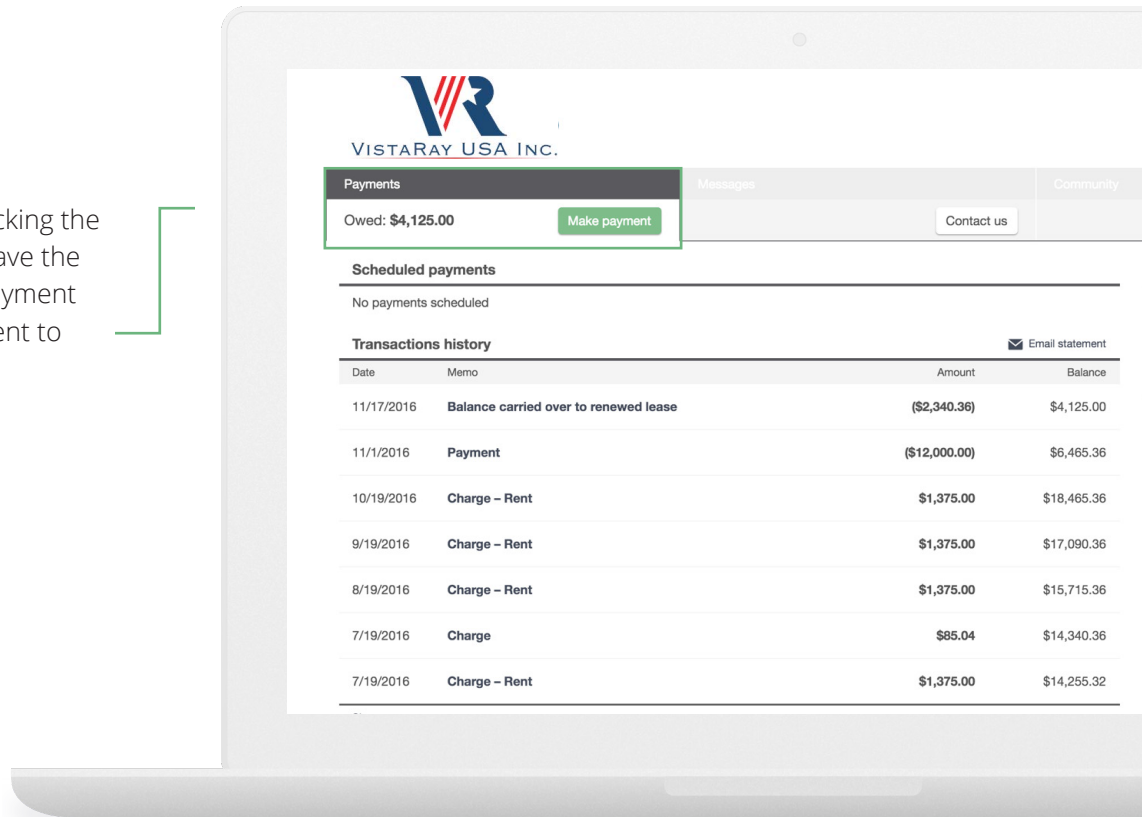 VR
VISTARAY USA INC.
Payments Messages Community
Owed: $4,125.00 Make payment Contact us
the
the
to
Scheduled payments
No payments scheduled
Transactions history Email statement
Date Memo Amount Balance
11/17/2016 Balance carried over to renewed lease ($2,340.36) $4,125.00
11/1/2016 Payment ($12,000.00) $6,465.36
10/19/2016 Charge – Rent $1,375.00 $18,465.36
9/19/2016 Charge – Rent $1,375.00 $17,090.36
8/19/2016 Charge – Rent $1,375.00 $15,715.36
7/19/2016 Charge $85.04 $14,340.36
7/19/2016 Charge – Rent $1,375.00 $14,255.32